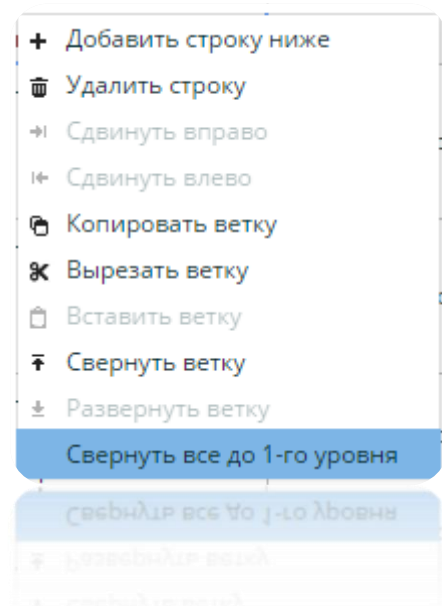 Добавить строку ниже
Удалить строку
Сдвинуть вправо
Сдвинуть влево
Копировать ветку
Вырезать ветку
Вставить ветку
Свернуть ветку
Развернуть ветку
Свернуть все до 1-го уровня